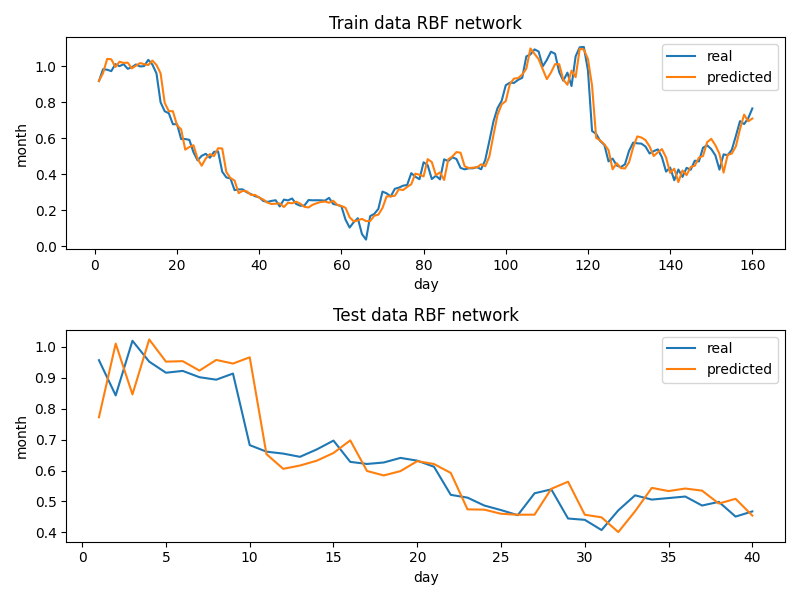 Train data RBF network
month
1.0
0.8
0.6
0.4
0.2
0.0
real
predicted
0 20 40 60 80 100 120 140 160
day
Test data RBF network
month
1.0
0.9
0.8
0.7
0.6
0.5
0.4
real
predicted
0 5 10 15 20 25 30 35 40
day